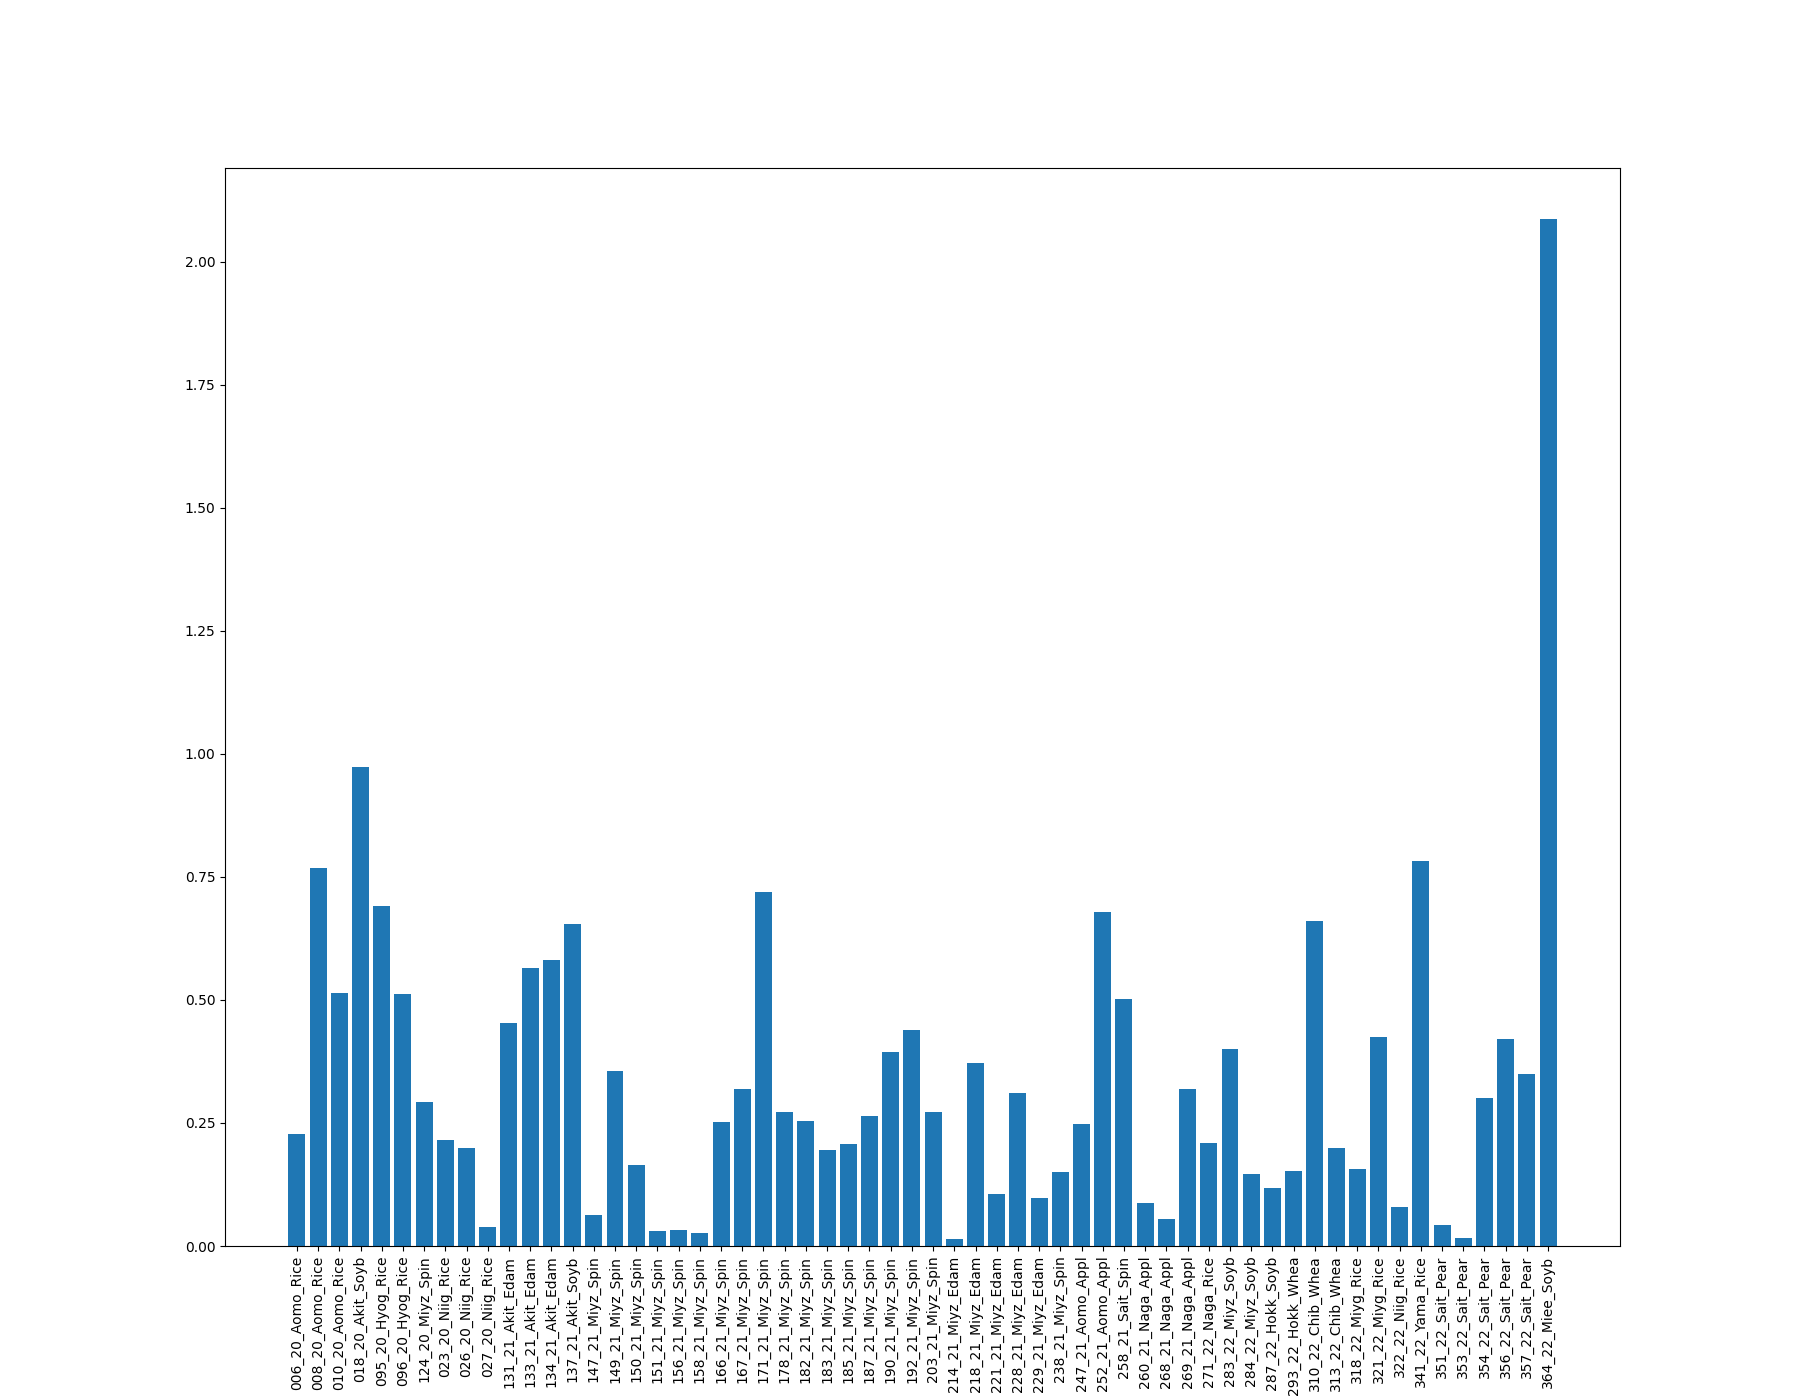 2.00
1.75
1.50
1.25
1.00
0.75
0.50
0.25
0.00
006_20_Aomo_Rice
008_20_Aomo_Rice
010_20_Aomo_Rice
018_20_Akit_Soyb
095_20_Hyog_Rice
096_20_Hyog_Rice
124_20_Miyz_Spin
023_20_Niig_Rice
026_20_Niig_Rice
027_20_Niig_Rice
131_21_Akit_Edam
133_21_Akit_Edam
134_21_Akit_Edam
137_21_Akit_Soyb
147_21_Miyz_Spin
149_21_Miyz_Spin
150_21_Miyz_Spin
151_21_Miyz_Spin
156_21_Miyz_Spin
158_21_Miyz_Spin
166_21_Miyz_Spin
167_21_Miyz_Spin
171_21_Miyz_Spin
178_21_Miyz_Spin
182_21_Miyz_Spin
183_21_Miyz_Spin
185_21_Miyz_Spin
187_21_Miyz_Spin
190_21_Miyz_Spin
192_21_Miyz_Spin
203_21_Miyz_Spin
214_21_Miyz_Edam
218_21_Miyz_Edam
221_21_Miyz_Edam
228_21_Miyz_Edam
229_21_Miyz_Edam
238_21_Miyz_Spin
247_21_Aomo_Appl
252_21_Aomo_Appl
258_21_Sait_Spin
260_21_Naga_Appl
268_21_Naga_Appl
269_21_Naga_Appl
271_22_Naga_Rice
283_22_Miyz_Soyb
284_22_Miyz_Soyb
287_22_Hokk_Soyb
293_22_Hokk_Whea
310_22_Chib_Whea
313_22_Chib_Whea
318_22_Miyg_Rice
321_22_Miyg_Rice
322_22_Niig_Rice
341_22_Yama_Rice
351_22_Sait_Pear
353_22_Sait_Pear
354_22_Sait_Pear
356_22_Sait_Pear
357_22_Sait_Pear
364_22_Miee_Soyb